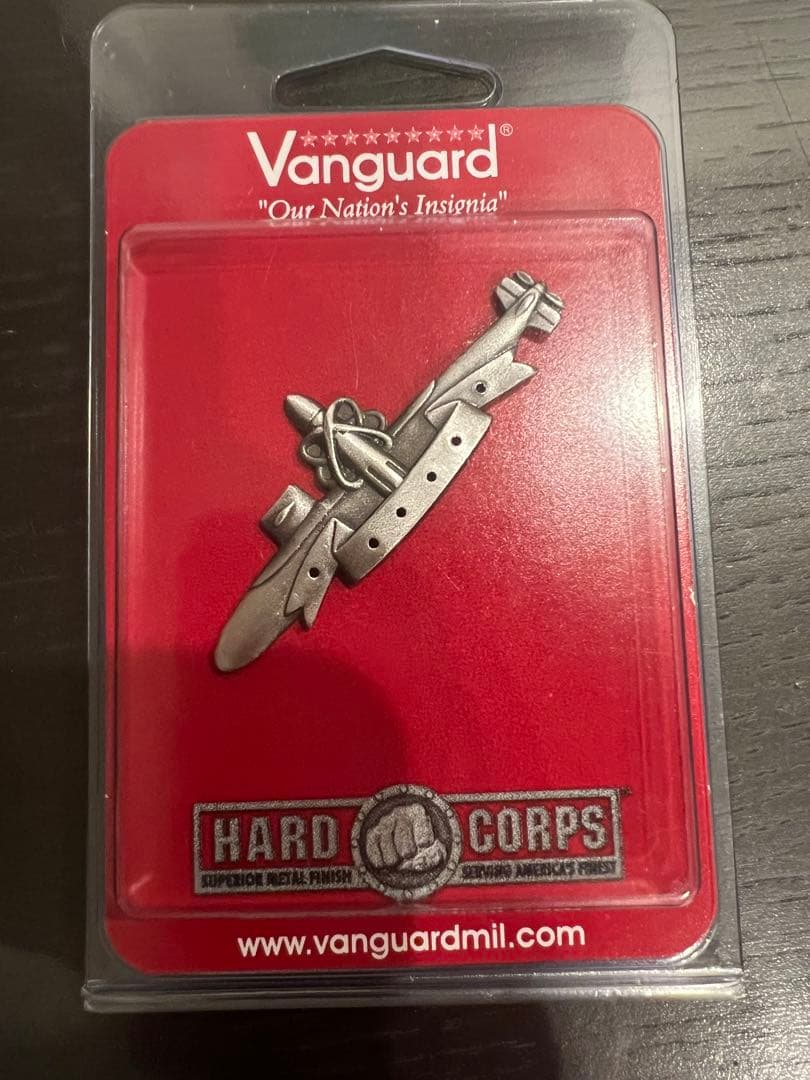 Vanguard®
"Our Nation's Insignia"
HARD CORPS
SUPERIOR METAL FINISH SERVING AMERICA'S FINEST
www.vanguardmil.com